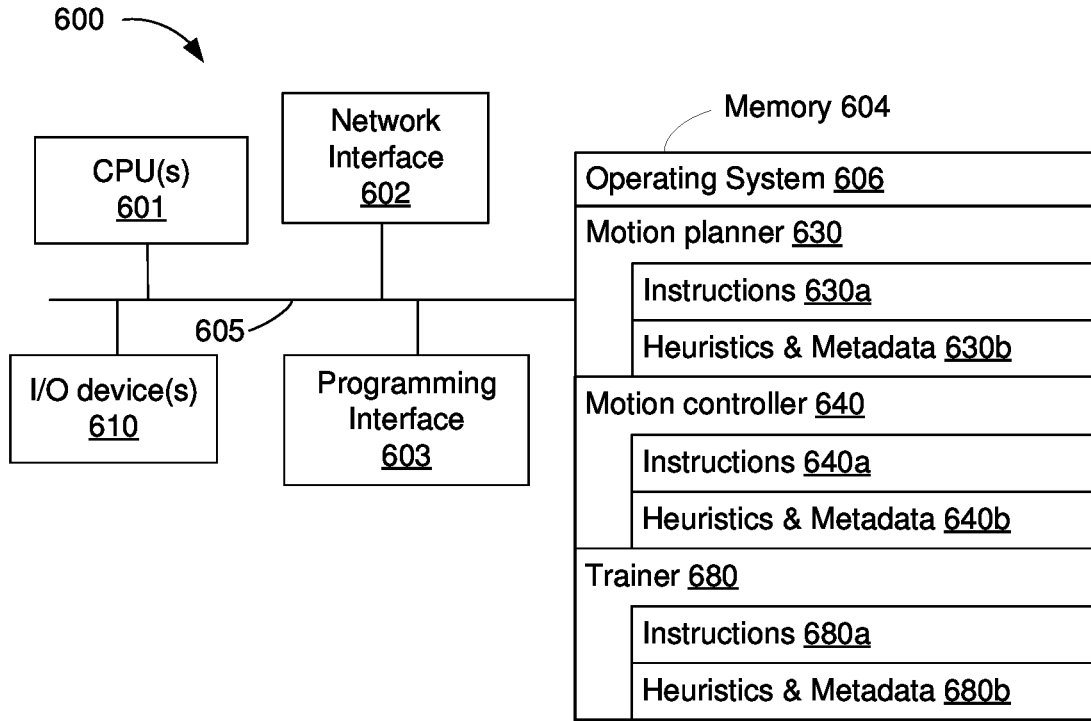 600
Memory 604
Network
Interface
602
CPU(s)
601
Operating System 606
Motion planner 630
Instructions 630a
Heuristics & Metadata 630b
605
I/O device(s)
610
Programming
Interface
603
Motion controller 640
Instructions 640a
Heuristics & Metadata 640b
Trainer 680
Instructions 680a
Heuristics & Metadata 680b